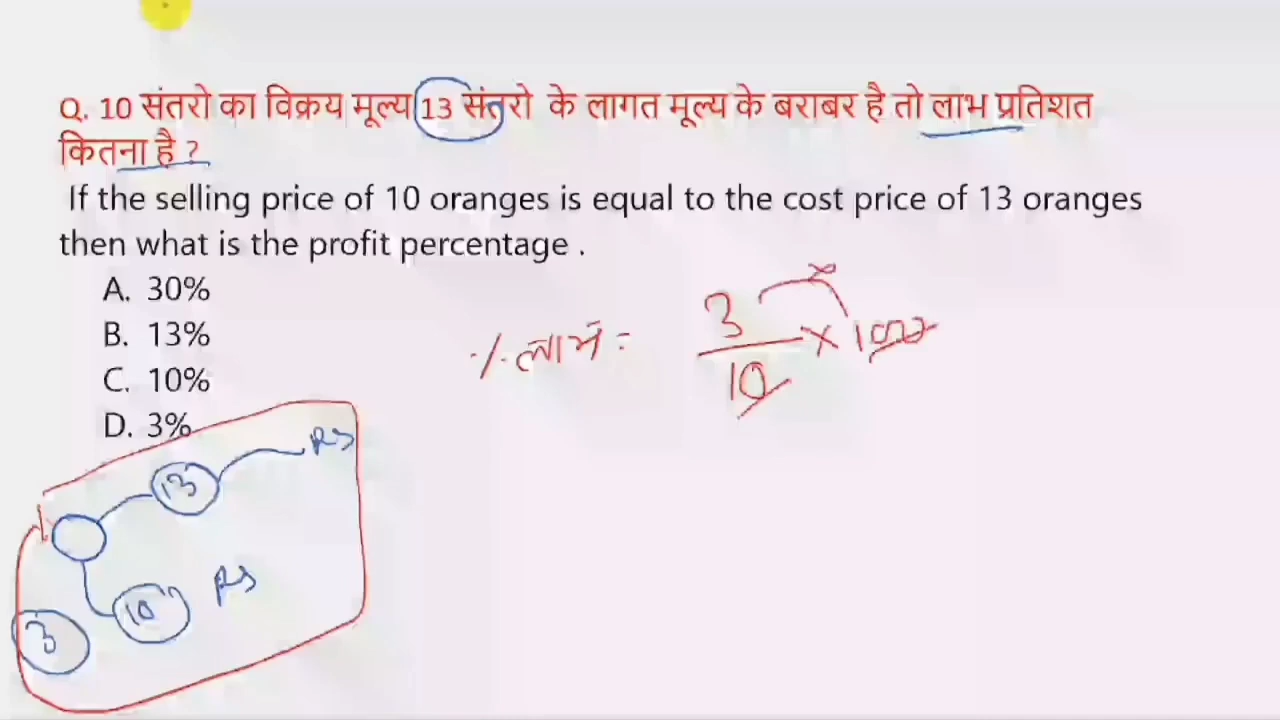 Q. 10 संतरो का विक्रय मूल्य 13 संतरो के लागत मूल्य के बराबर है तो लाभ प्रतिशत
कितना है ?
If the selling price of 10 oranges is equal to the cost price of 13 oranges
then what is the profit percentage .
A. 30%
B. 13%
C. 10%
D. 3%
% लाभ = 3/10 × 100
13 RS
10 RS
3